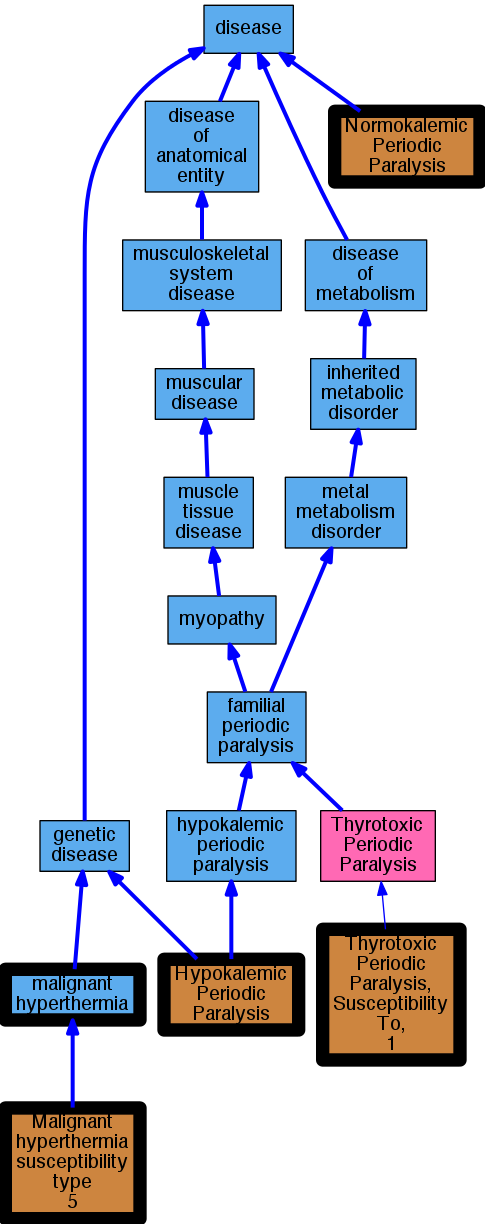 disease
disease
of
anatomical
entity
Normokalemic
Periodic
Paralysis
musculoskeletal
system
disease
disease
of
metabolism
muscular
disease
inherited
metabolic
disorder
muscle
tissue
disease
metal
metabolism
disorder
myopathy
familial
periodic
paralysis
genetic
disease
hypokalemic
periodic
paralysis
Thyrotoxic
Periodic
Paralysis
malignant
hyperthermia
Hypokalemic
Periodic
Paralysis
Thyrotoxic
Periodic
Paralysis,
Susceptibility
To,
1
Malignant
hyperthermia
susceptibility
type
5